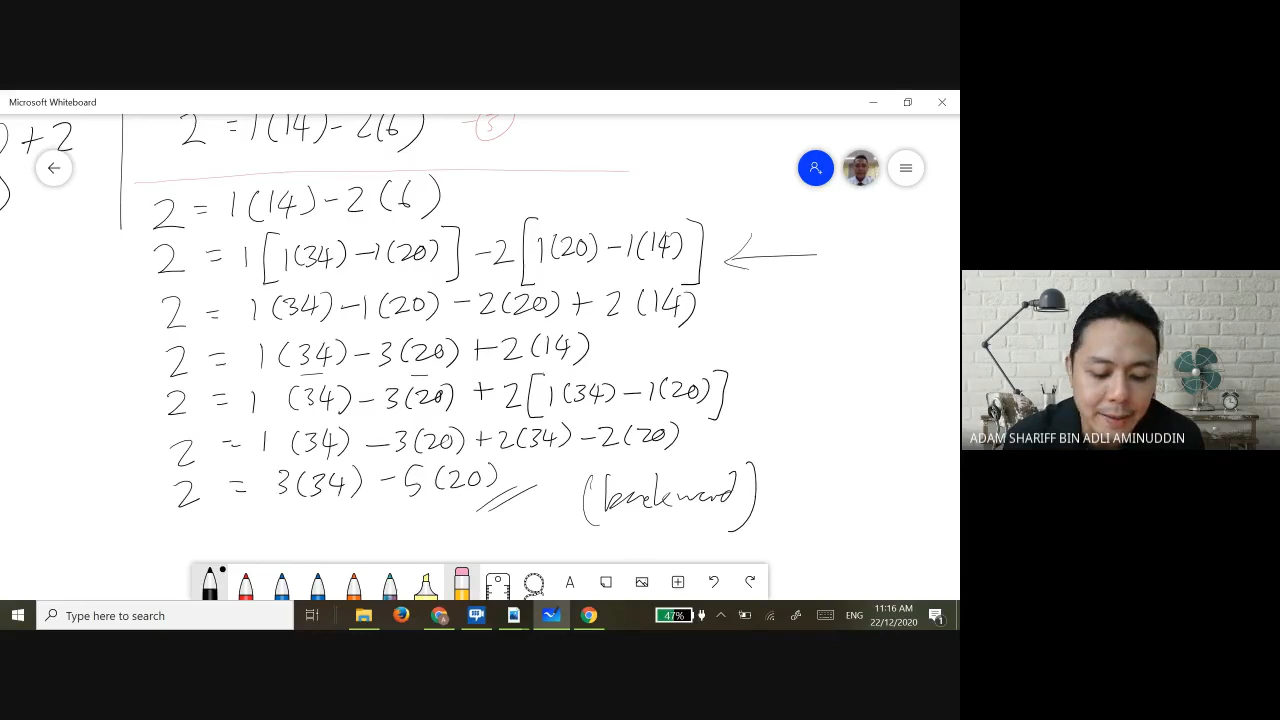 Microsoft Whiteboard
) + 2
2 = 1(14) - 2(6) -(3)
)
2 = 1(14) - 2(6)
2 = 1[1(34) - 1(20)] - 2[1(20) - 1(14)] ←
2 = 1(34) - 1(20) - 2(20) + 2(14)
2 = 1(34) - 3(20) + 2(14)
2 = 1(34) - 3(20) + 2[1(34) - 1(20)]
2 = 1(34) - 3(20) + 2(34) - 2(20)
2 = 3(34) - 5(20) // (backward)
ADAM SHARIFF BIN ADLI AMINUDDIN
A
Type here to search
47%
ENG
11:16 AM
22/12/2020
1